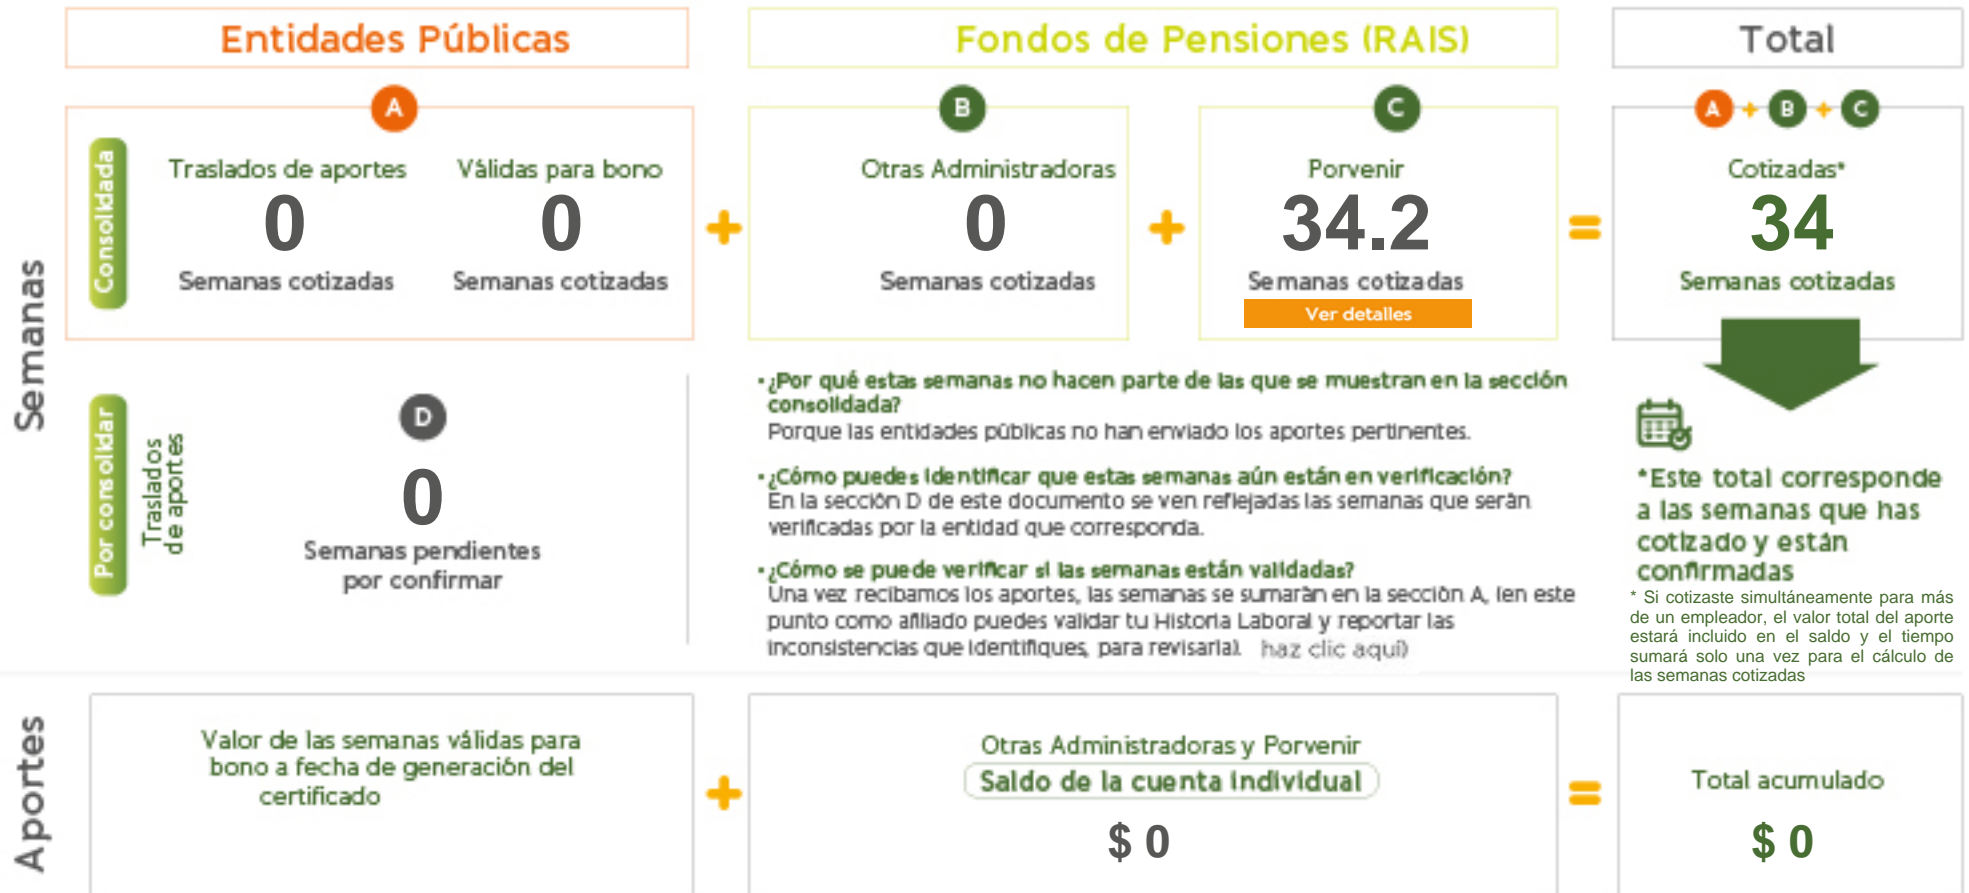 Entidades Públicas
Fondos de Pensiones (RAIS)
Total
Semanas
Consolidada
A
Traslados de aportes
0
Semanas cotizadas
Válidas para bono
0
Semanas cotizadas
+
B
Otras Administradoras
0
Semanas cotizadas
+
C
Porvenir
34.2
Semanas cotizadas
Ver detalles
=
A + B + C
Cotizadas*
34
Semanas cotizadas
Por consolidar
Traslados
de aportes
D
0
Semanas pendientes
por confirmar
• ¿Por qué estas semanas no hacen parte de las que se muestran en la sección
consolidada?
Porque las entidades públicas no han enviado los aportes pertinentes.
• ¿Cómo puedes identificar que estas semanas aún están en verificación?
En la sección D de este documento se ven reflejadas las semanas que serán
verificadas por la entidad que corresponda.
• ¿Cómo se puede verificar si las semanas están validadas?
Una vez recibamos los aportes, las semanas se sumarán en la sección A, (en este
punto como afiliado puedes validar tu Historia Laboral y reportar las
inconsistencias que identifiques, para revisarla). haz clic aquí)
*Este total corresponde
a las semanas que has
cotizado y están
confirmadas
* Si cotizaste simultáneamente para más
de un empleador, el valor total del aporte
estará incluido en el saldo y el tiempo
sumará solo una vez para el cálculo de
las semanas cotizadas
Aportes
Valor de las semanas válidas para
bono a fecha de generación del
certificado
+
Otras Administradoras y Porvenir
Saldo de la cuenta individual
$ 0
=
Total acumulado
$ 0